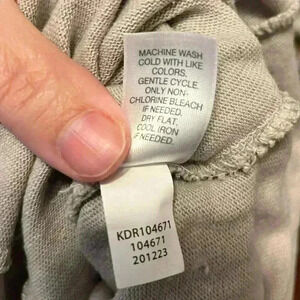 MACHINE WASH
COLD WITH LIKE
COLORS.
GENTLE CYCLE.
ONLY NON-
CHLORINE BLEACH
IF NEEDED.
DRY FLAT.
COOL IRON
IF NEEDED.
KDR104671
104671
201223